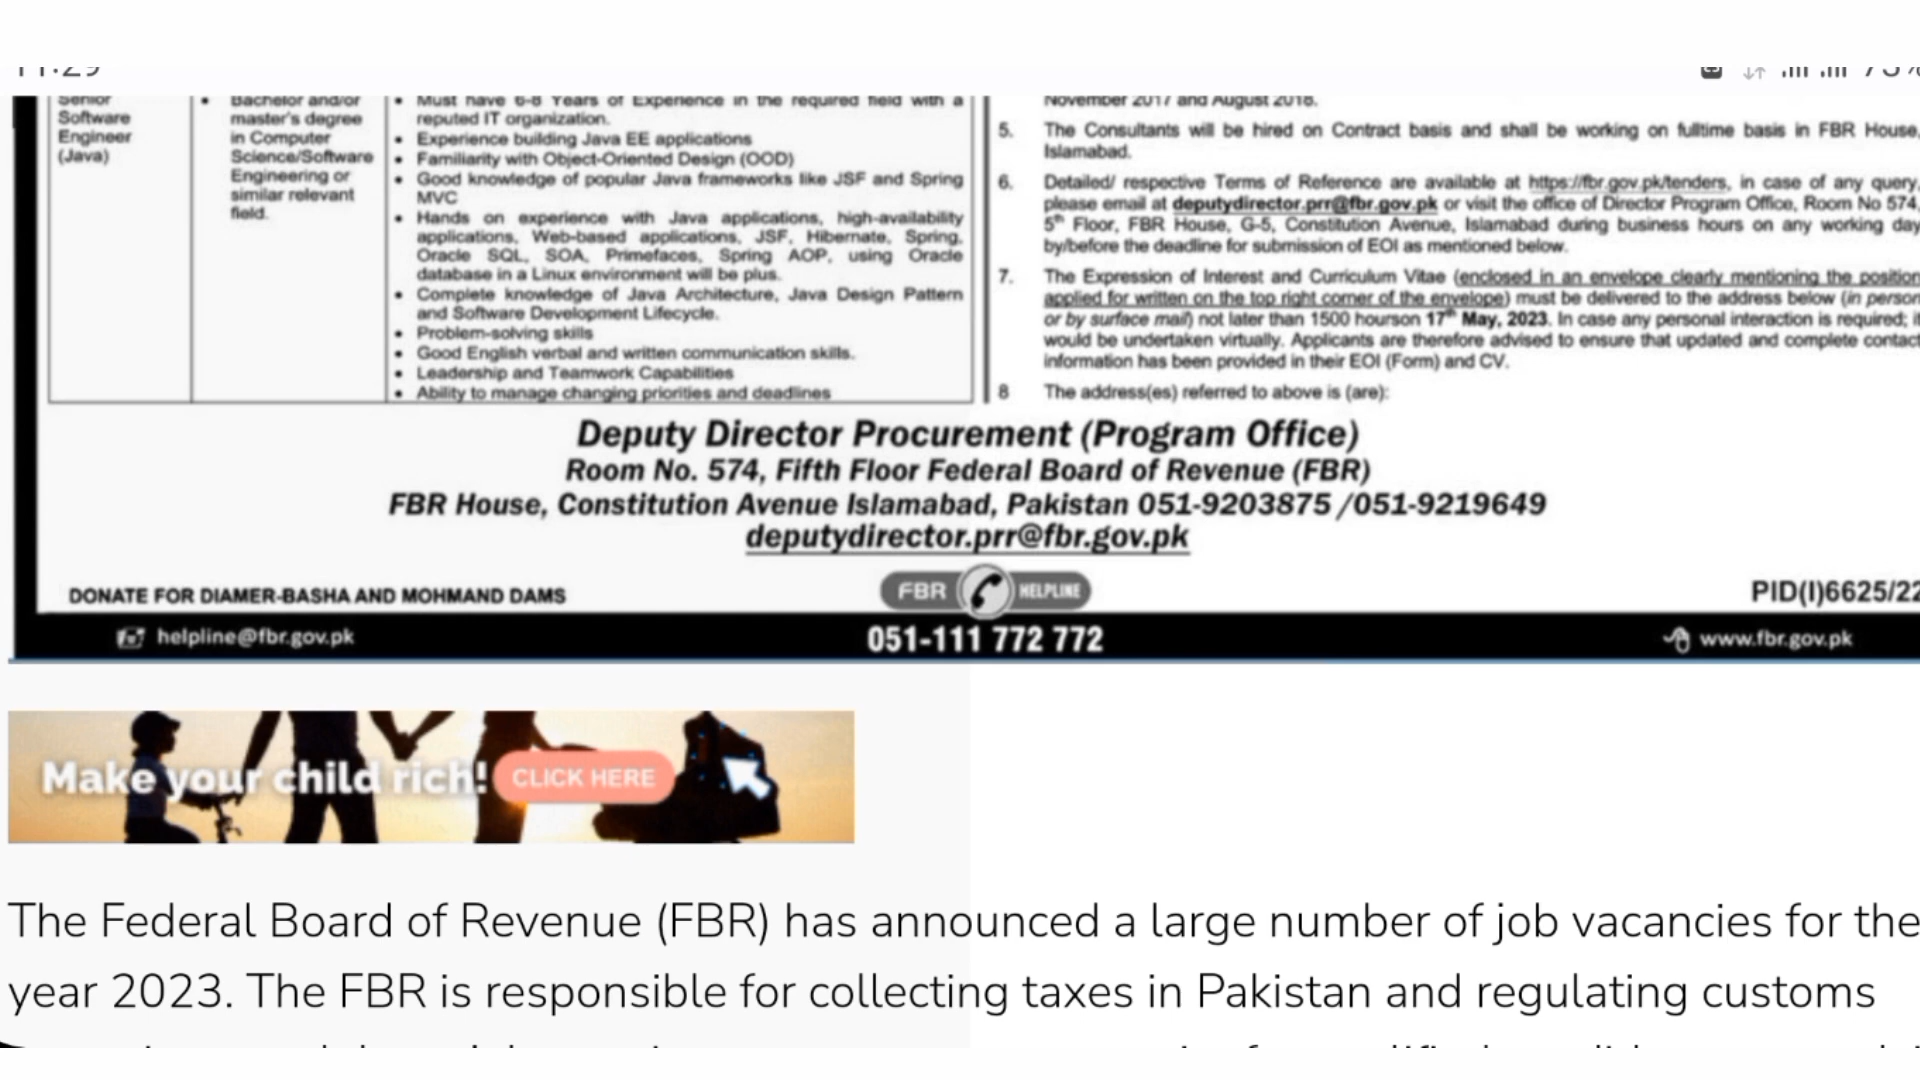 11:29
Senior
Software
Engineer
(Java)
• Bachelor and/or
master's degree
in Computer
Science/Software
Engineering or
similar relevant
field.
• Must have 6-8 Years of Experience in the required field with a
reputed IT organization.
• Experience building Java EE applications
• Familiarity with Object-Oriented Design (OOD)
• Good knowledge of popular Java frameworks like JSF and Spring
MVC
• Hands on experience with Java applications, high-availability
applications, Web-based applications, JSF, Hibernate, Spring,
Oracle SQL, SOA, Primefaces, Spring AOP, using Oracle
database in a Linux environment will be plus.
• Complete knowledge of Java Architecture, Java Design Pattern
and Software Development Lifecycle.
• Problem-solving skills
• Good English verbal and written communication skills.
• Leadership and Teamwork Capabilities
• Ability to manage changing priorities and deadlines
November 2017 and August 2018.
5. The Consultants will be hired on Contract basis and shall be working on fulltime basis in FBR House,
Islamabad.
6. Detailed/ respective Terms of Reference are available at https://fbr.gov.pk/tenders, in case of any query,
please email at deputydirector.prr@fbr.gov.pk or visit the office of Director Program Office, Room No 574,
5th Floor, FBR House, G-5, Constitution Avenue, Islamabad during business hours on any working day
by/before the deadline for submission of EOI as mentioned below.
7. The Expression of Interest and Curriculum Vitae (enclosed in an envelope clearly mentioning the position
applied for written on the top right corner of the envelope) must be delivered to the address below (in person
or by surface mail) not later than 1500 hourson 17th May, 2023. In case any personal interaction is required; it
would be undertaken virtually. Applicants are therefore advised to ensure that updated and complete contact
information has been provided in their EOI (Form) and CV.
8 The address(es) referred to above is (are):
Deputy Director Procurement (Program Office)
Room No. 574, Fifth Floor Federal Board of Revenue (FBR)
FBR House, Constitution Avenue Islamabad, Pakistan 051-9203875 /051-9219649
deputydirector.prr@fbr.gov.pk
DONATE FOR DIAMER-BASHA AND MOHMAND DAMS
FBR HELPLINE
PID(I)6625/22
helpline@fbr.gov.pk
051-111 772 772
www.fbr.gov.pk
Make your child rich!
CLICK HERE
The Federal Board of Revenue (FBR) has announced a large number of job vacancies for the
year 2023. The FBR is responsible for collecting taxes in Pakistan and regulating customs